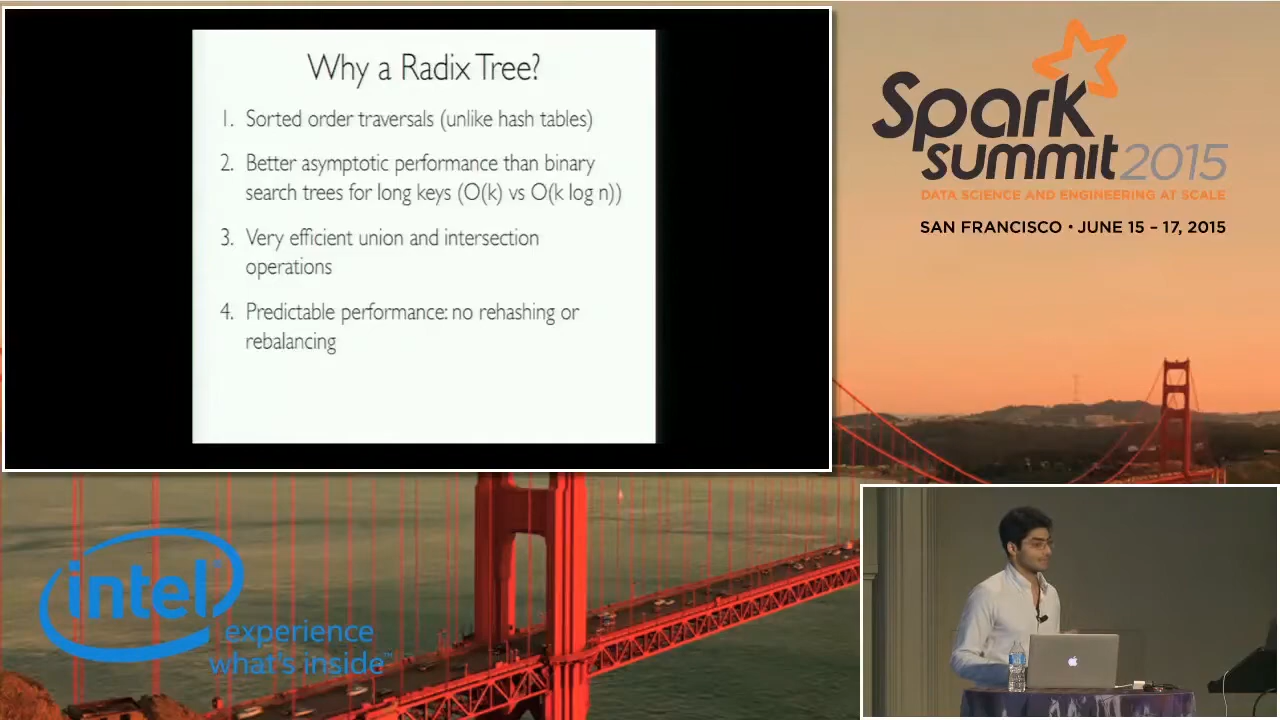 Why a Radix Tree?
1. Sorted order traversals (unlike hash tables)
2. Better asymptotic performance than binary
search trees for long keys (O(k) vs O(k log n))
3. Very efficient union and intersection
operations
4. Predictable performance: no rehashing or
rebalancing
Spark
summit 2015
DATA SCIENCE AND ENGINEERING AT SCALE
SAN FRANCISCO • JUNE 15 – 17, 2015
intel®
experience
what's inside™